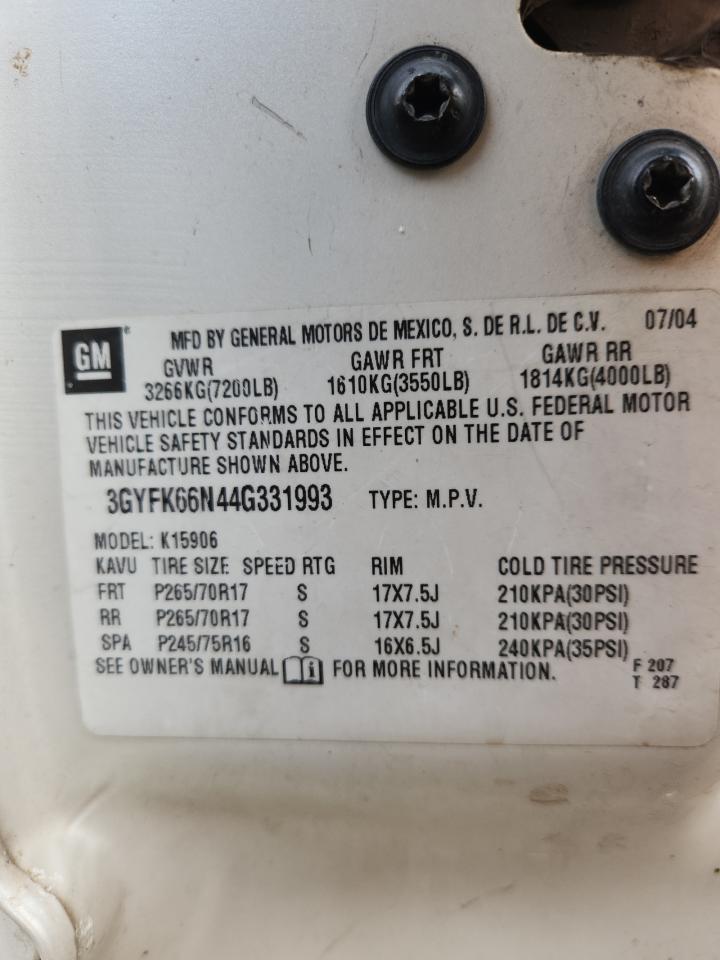 GM ®
MFD BY GENERAL MOTORS DE MEXICO, S. DE R.L. DE C.V. 07/04
GVWR GAWR FRT GAWR RR
3266KG(7200LB) 1610KG(3550LB) 1814KG(4000LB)
THIS VEHICLE CONFORMS TO ALL APPLICABLE U.S. FEDERAL MOTOR
VEHICLE SAFETY STANDARDS IN EFFECT ON THE DATE OF
MANUFACTURE SHOWN ABOVE.
3GYFK66N44G331993 TYPE: M.P.V.
MODEL: K15906
KAVU TIRE SIZE SPEED RTG RIM COLD TIRE PRESSURE
FRT P265/70R17 S 17X7.5J 210KPA(30PSI)
RR P265/70R17 S 17X7.5J 210KPA(30PSI)
SPA P245/75R16 S 16X6.5J 240KPA(35PSI)
SEE OWNER'S MANUAL i FOR MORE INFORMATION. F 207
T 287